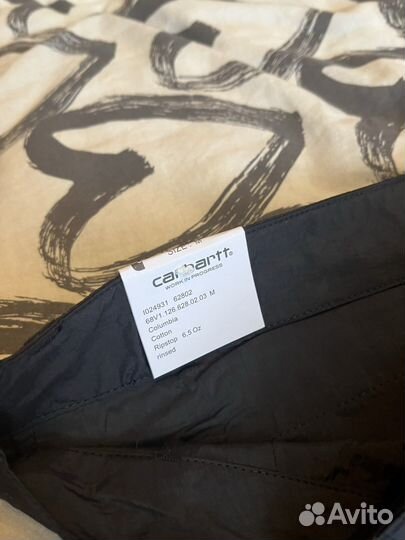 SIZE : M
carhartt®
WORK IN PROGRESS
I024931 62802
68V1.126.628.02.03 M
Columbia
Cotton
Ripstop 6.5 Oz
rinsed
Avito